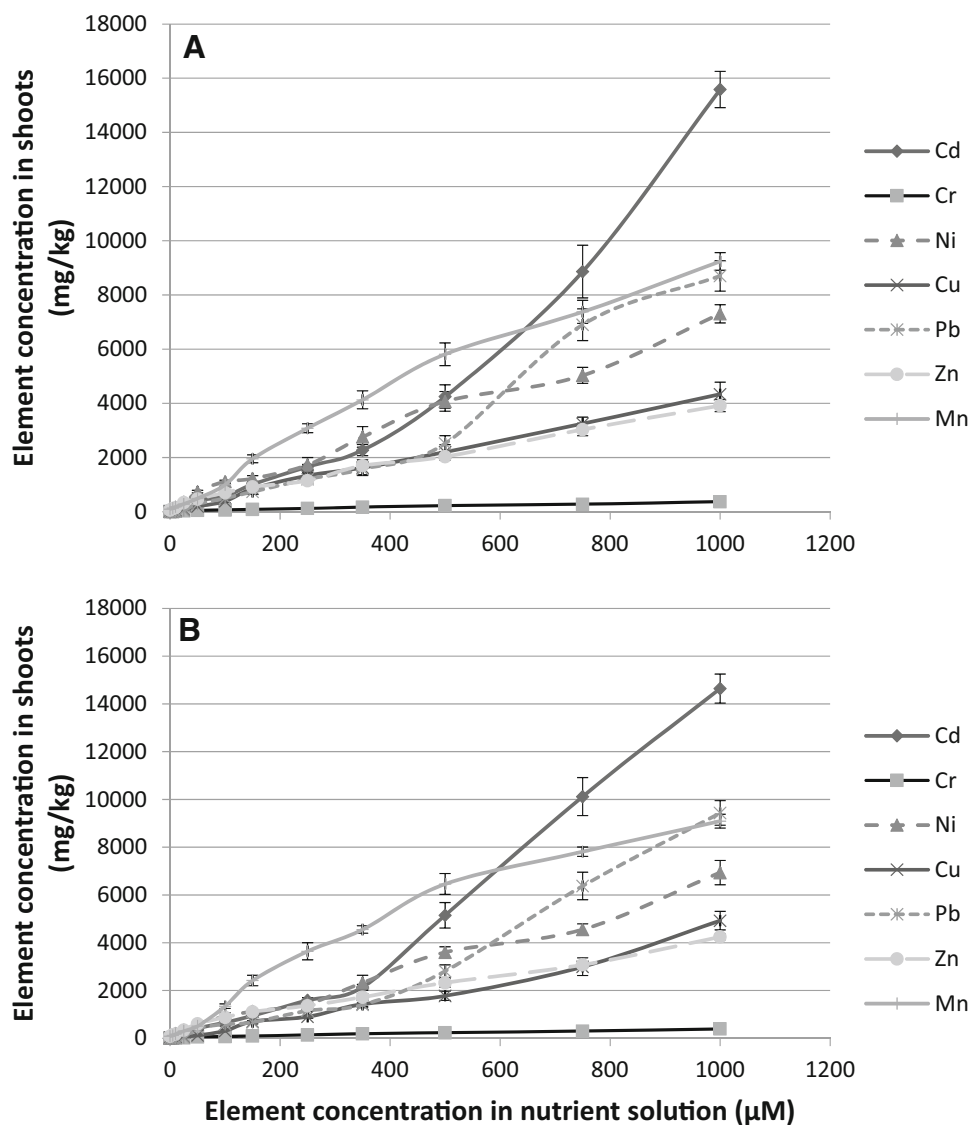 A
Element concentration in shoots
(mg/kg)
18000
16000
14000
12000
10000
8000
6000
4000
2000
0
0 200 400 600 800 1000 1200
Cd
Cr
Ni
Cu
Pb
Zn
Mn
B
Element concentration in shoots
(mg/kg)
18000
16000
14000
12000
10000
8000
6000
4000
2000
0
0 200 400 600 800 1000 1200
Cd
Cr
Ni
Cu
Pb
Zn
Mn
Element concentration in nutrient solution (μM)